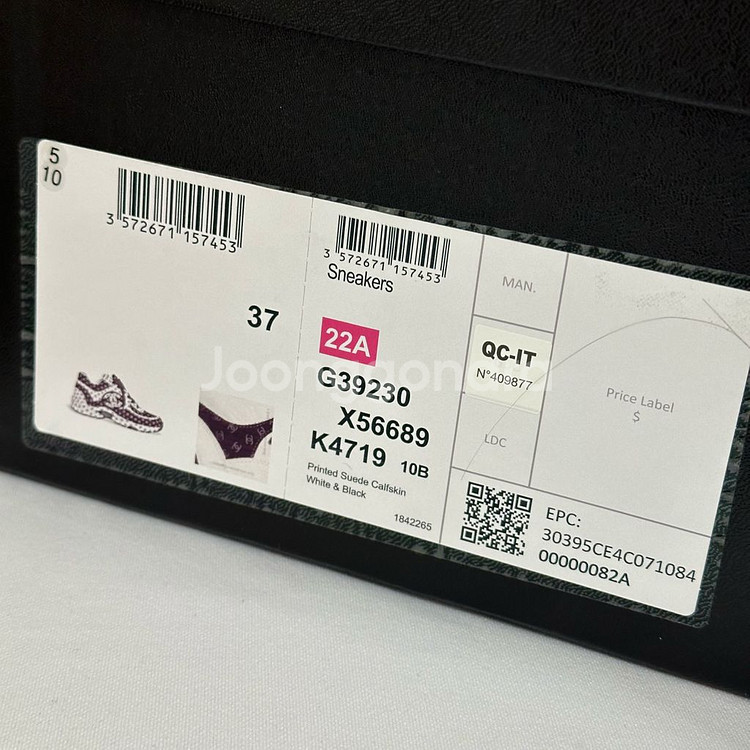 5
10
3 572671 157453
37
3 572671 157453
Sneakers
22A
G39230
X56689
K4719 10B
Printed Suede Calfskin
White & Black
1842265
MAN.
QC-IT
N°409877
LDC
Price Label
$
EPC:
30395CE4C071084
00000082A
Joonggonara